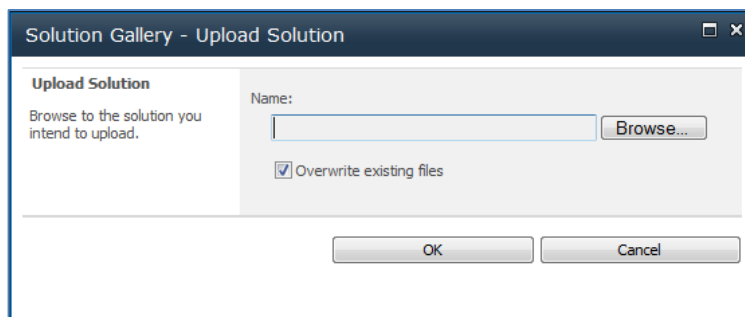 Solution Gallery - Upload Solution
Upload Solution
Browse to the solution you
intend to upload.
Name:
Browse...
Overwrite existing files
OK
Cancel